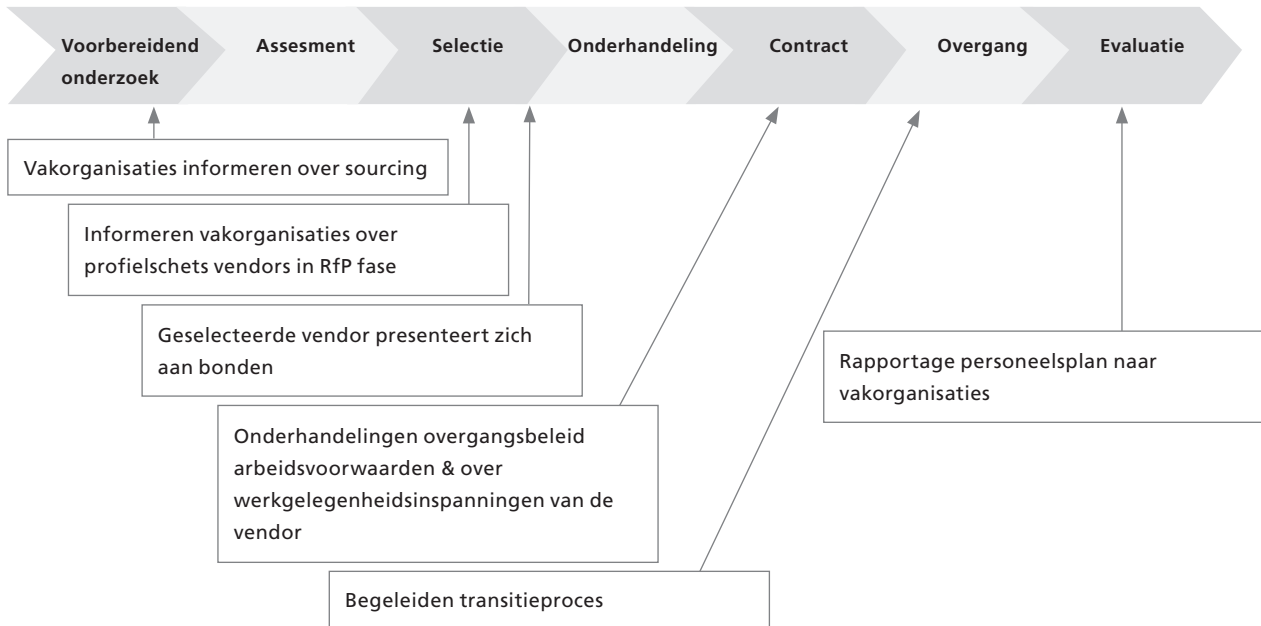 Voorbereidend
onderzoek
Assesment
Selectie
Onderhandeling
Contract
Overgang
Evaluatie
Vakorganisaties informeren over sourcing
Informeren vakorganisaties over
profielschets vendors in RfP fase
Geselecteerde vendor presenteert zich
aan bonden
Rapportage personeelsplan naar
vakorganisaties
Onderhandelingen overgangsbeleid
arbeidsvoorwaarden & over
werkgelegenheidsinspanningen van de
vendor
Begeleiden transitieproces